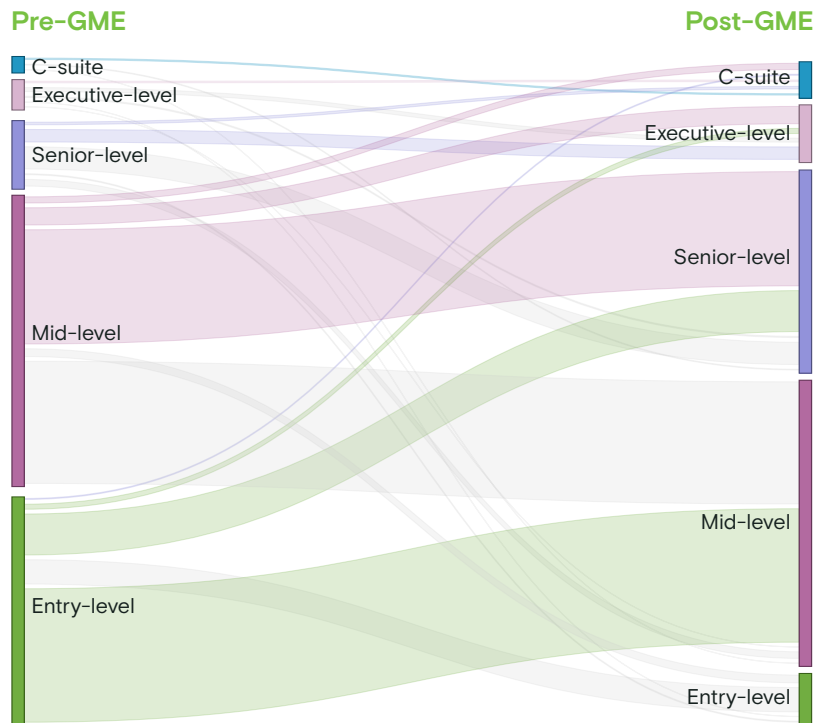 Pre-GME
Post-GME
C-suite
Executive-level
Senior-level
Mid-level
Entry-level
C-suite
Executive-level
Senior-level
Mid-level
Entry-level